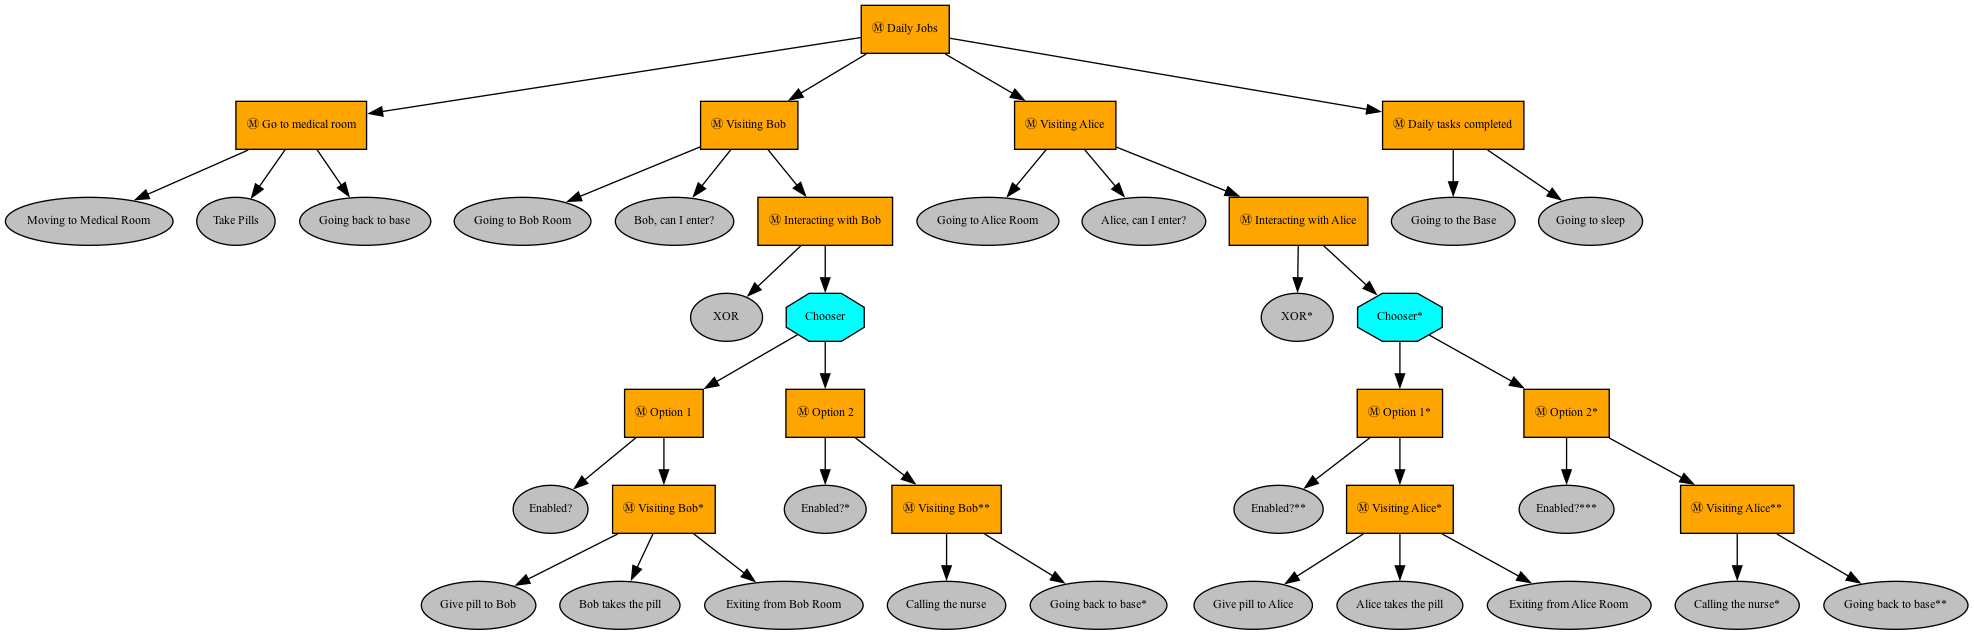 Ⓜ Daily Jobs
Ⓜ Go to medical room
Ⓜ Visiting Bob
Ⓜ Visiting Alice
Ⓜ Daily tasks completed
Moving to Medical Room
Take Pills
Going back to base
Going to Bob Room
Bob, can I enter?
Ⓜ Interacting with Bob
Going to Alice Room
Alice, can I enter?
Ⓜ Interacting with Alice
Going to the Base
Going to sleep
XOR
Chooser
XOR*
Chooser*
Ⓜ Option 1
Ⓜ Option 2
Ⓜ Option 1*
Ⓜ Option 2*
Enabled?
Ⓜ Visiting Bob*
Enabled?*
Ⓜ Visiting Bob**
Enabled?**
Ⓜ Visiting Alice*
Enabled?***
Ⓜ Visiting Alice**
Give pill to Bob
Bob takes the pill
Exiting from Bob Room
Calling the nurse
Going back to base*
Give pill to Alice
Alice takes the pill
Exiting from Alice Room
Calling the nurse*
Going back to base**